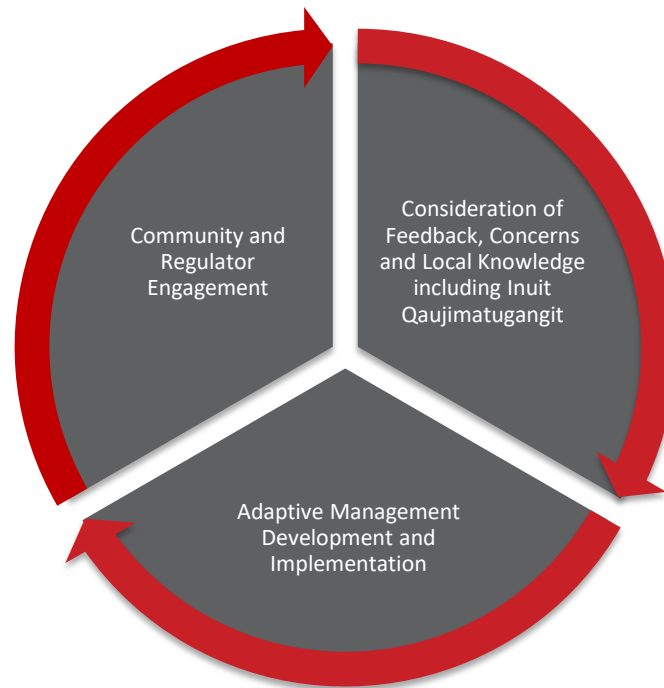 Community and
Regulator
Engagement
Consideration of
Feedback, Concerns
and Local Knowledge
including Inuit
Qaujimatugangit
Adaptive Management
Development and
Implementation